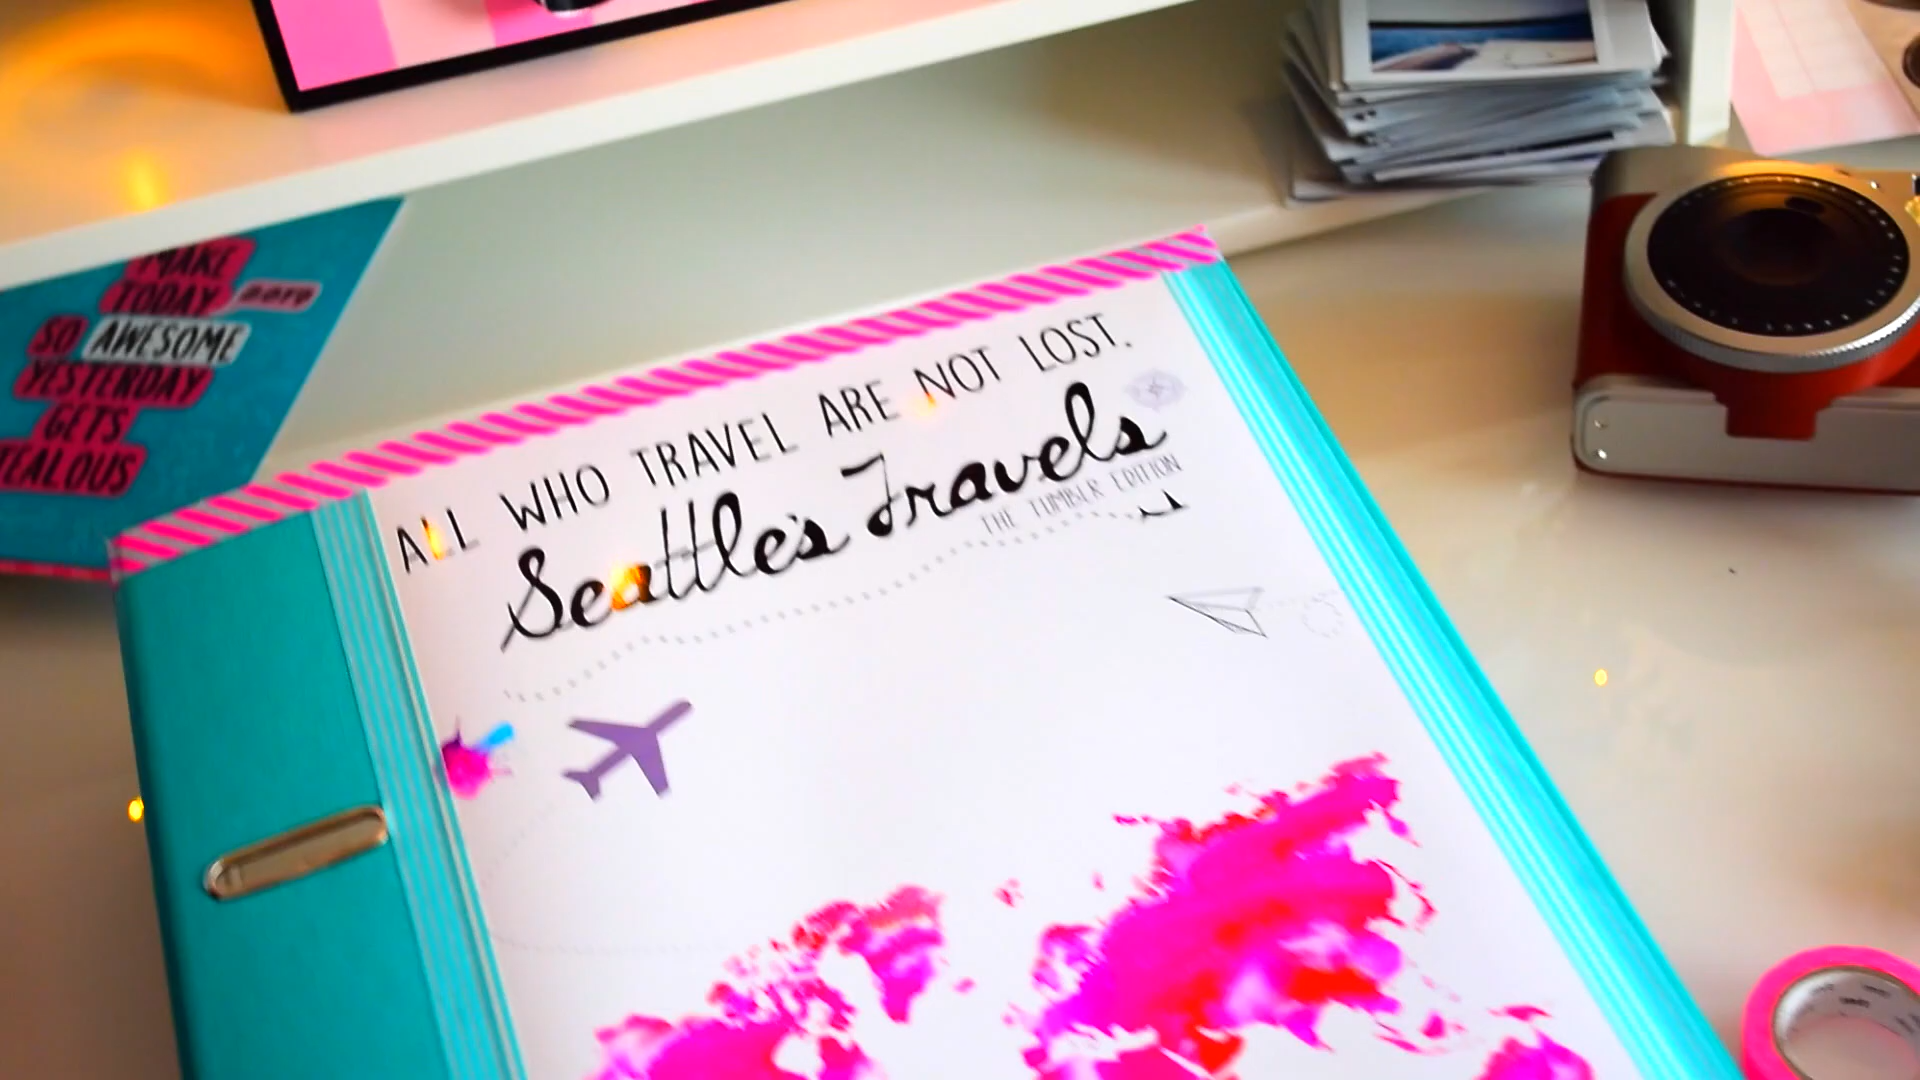 MAKE
TODAY
SO AWESOME
YESTERDAY
GETS
JEALOUS
ALL WHO TRAVEL ARE NOT LOST.
Seattle's Travels
THE TUMBLR EDITION